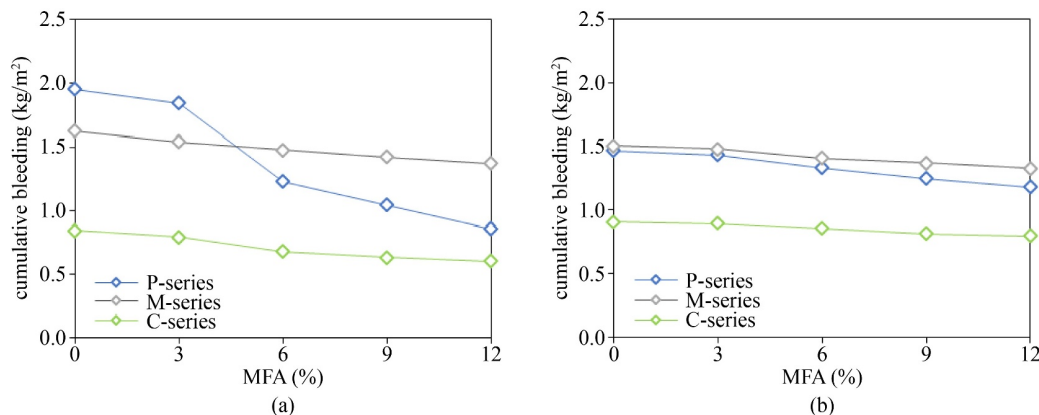 cumulative bleeding (kg/m²)
2.5
2.0
1.5
1.0
0.5
0.0
P-series
M-series
C-series
0 3 6 9 12
MFA (%)
(a)
cumulative bleeding (kg/m²)
2.5
2.0
1.5
1.0
0.5
0.0
P-series
M-series
C-series
0 3 6 9 12
MFA (%)
(b)